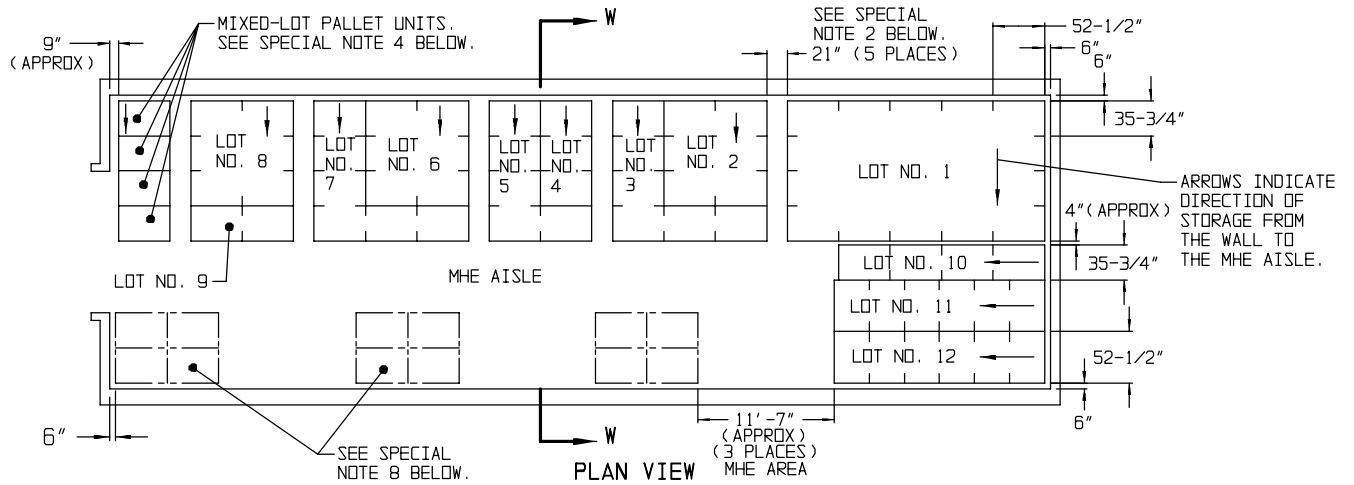 MIXED-LOT PALLET UNITS.
SEE SPECIAL NOTE 4 BELOW.
9"
(APPROX)
W
SEE SPECIAL
NOTE 2 BELOW.
21" (5 PLACES)
52-1/2"
6"
6"
35-3/4"
LOT
NO. 8
LOT
NO.
7
LOT
NO. 6
LOT
NO.
5
LOT
NO.
4
LOT
NO.
3
LOT
NO. 2
LOT NO. 1
ARROWS INDICATE
DIRECTION OF
STORAGE FROM
THE WALL TO
THE MHE AISLE.
4"(APPROX)
LOT NO. 9
MHE AISLE
LOT NO. 10
35-3/4"
LOT NO. 11
LOT NO. 12
52-1/2"
6"
6"
SEE SPECIAL
NOTE 8 BELOW.
W
PLAN VIEW
11'-7"
(APPROX)
(3 PLACES)
MHE AREA